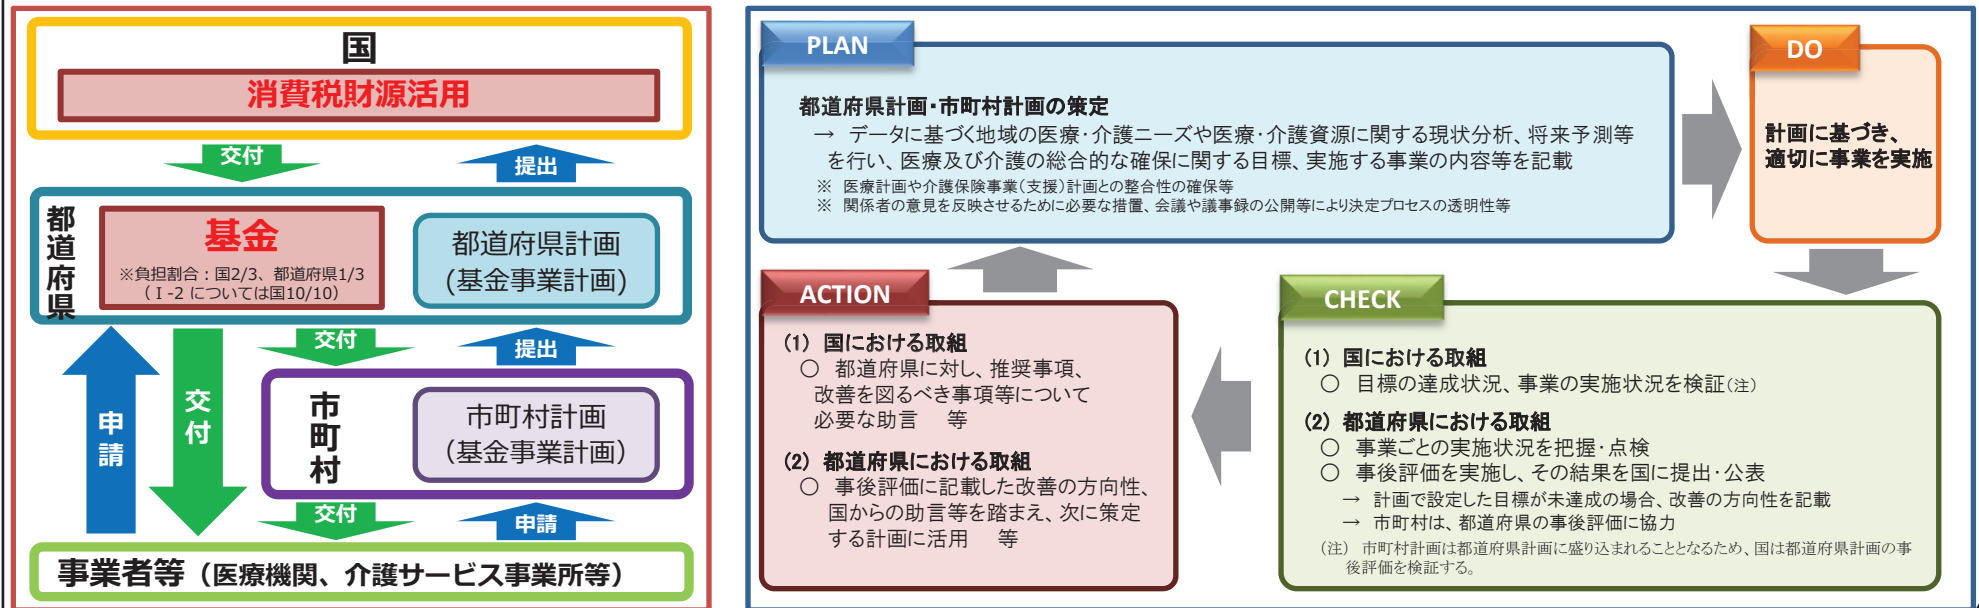 国
消費税財源活用
交付
提出
都道府県
基金
※負担割合：国2/3、都道府県1/3
（Ⅰ-2 については国10/10）
都道府県計画
(基金事業計画)
交付
提出
申請
交付
市町村
市町村計画
(基金事業計画)
交付
申請
事業者等（医療機関、介護サービス事業所等）
PLAN
都道府県計画・市町村計画の策定
→ データに基づく地域の医療・介護ニーズや医療・介護資源に関する現状分析、将来予測等
を行い、医療及び介護の総合的な確保に関する目標、実施する事業の内容等を記載
※ 医療計画や介護保険事業（支援）計画との整合性の確保等
※ 関係者の意見を反映させるために必要な措置、会議や議事録の公開等により決定プロセスの透明性等
DO
計画に基づき、
適切に事業を実施
CHECK
(1) 国における取組
○ 目標の達成状況、事業の実施状況を検証（注）
(2) 都道府県における取組
○ 事業ごとの実施状況を把握・点検
○ 事後評価を実施し、その結果を国に提出・公表
→ 計画で設定した目標が未達成の場合、改善の方向性を記載
→ 市町村は、都道府県の事後評価に協力
（注） 市町村計画は都道府県計画に盛り込まれることとなるため、国は都道府県計画の事
後評価を検証する。
ACTION
(1) 国における取組
○ 都道府県に対し、推奨事項、
改善を図るべき事項等について
必要な助言 等
(2) 都道府県における取組
○ 事後評価に記載した改善の方向性、
国からの助言等を踏まえ、次に策定
する計画に活用 等